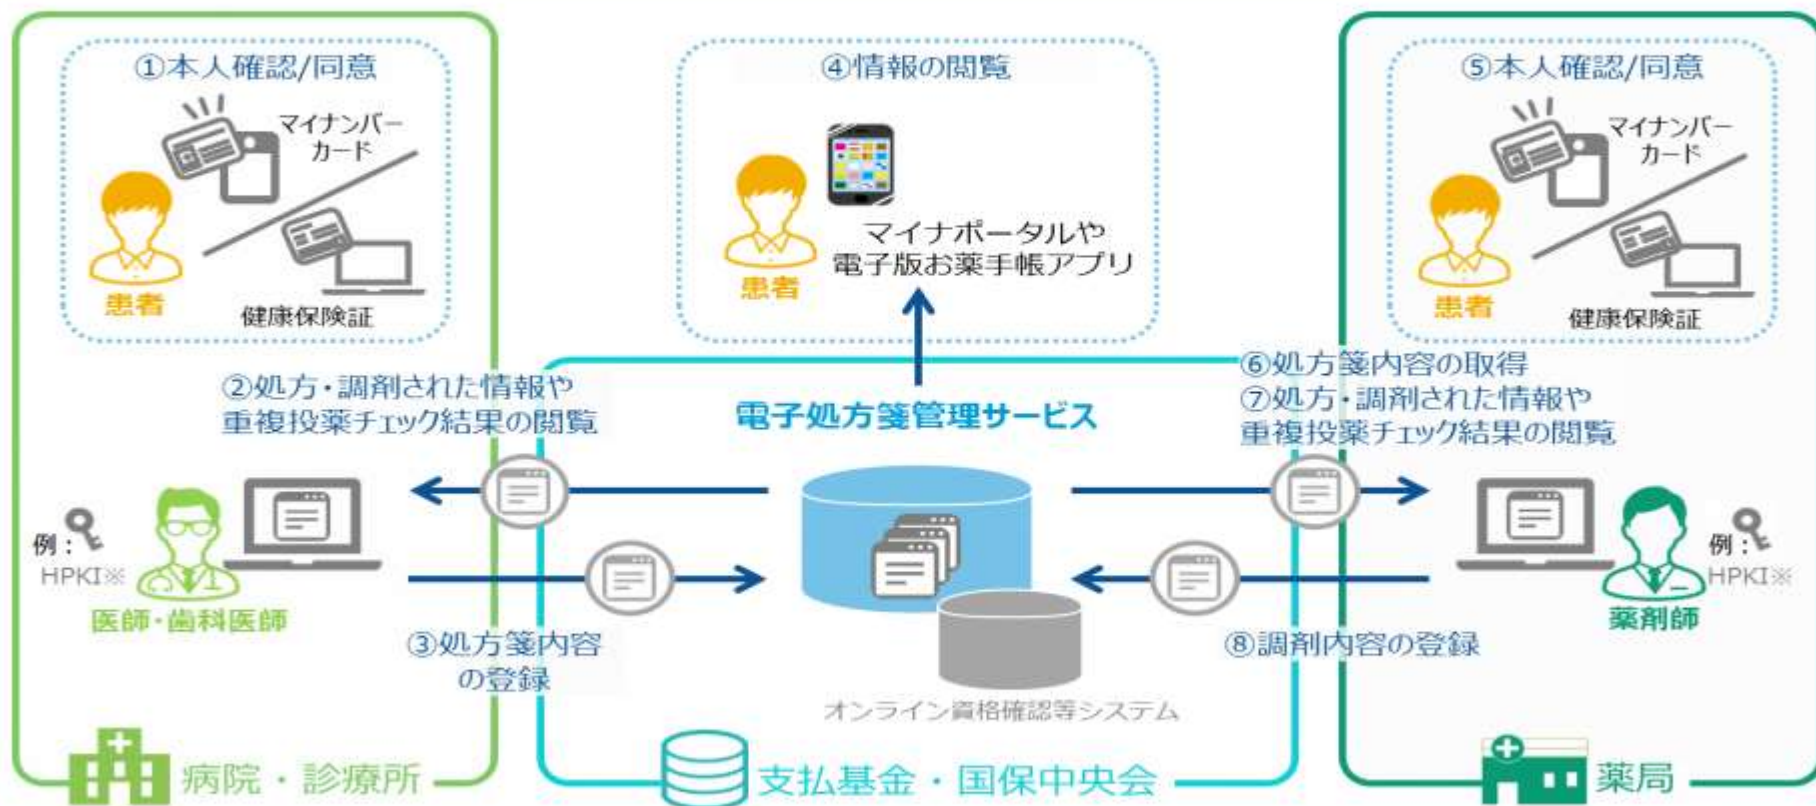 ①本人確認/同意
マイナンバー
カード
患者
健康保険証
②処方・調剤された情報や
重複投薬チェック結果の閲覧
例：
HPKI※
医師・歯科医師
③処方箋内容
の登録
病院・診療所
④情報の閲覧
患者
マイナポータルや
電子版お薬手帳アプリ
電子処方箋管理サービス
オンライン資格確認等システム
支払基金・国保中央会
⑤本人確認/同意
マイナンバー
カード
患者
健康保険証
⑥処方箋内容の取得
⑦処方・調剤された情報や
重複投薬チェック結果の閲覧
例：
HPKI※
薬剤師
⑧調剤内容の登録
薬局